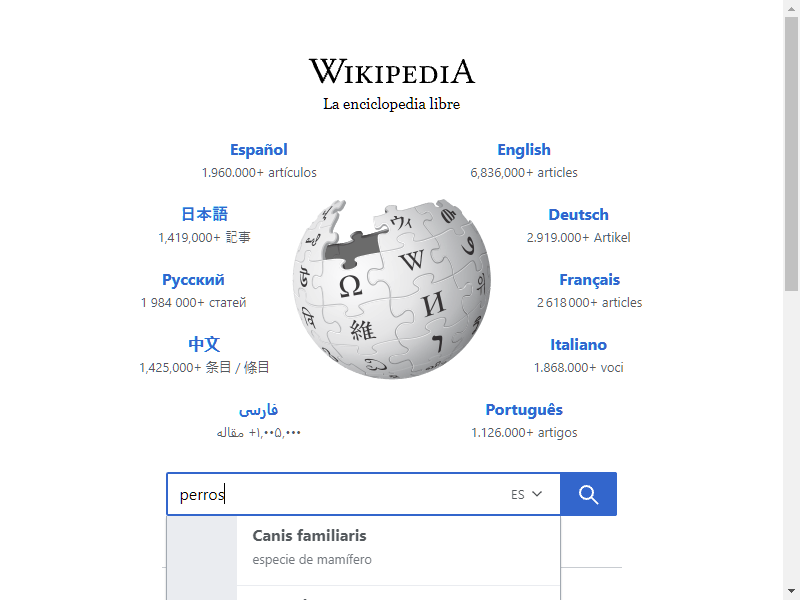 WIKIPEDIA
La enciclopedia libre
Español
1.960.000+ artículos
English
6,836,000+ articles
日本語
1,419,000+ 記事
Deutsch
2.919.000+ Artikel
Русский
1 984 000+ статей
Français
2 618 000+ articles
中文
1,425,000+ 条目 / 條目
Italiano
1.868.000+ voci
فارسی
۱٬۰۰۵٬۰۰۰+ مقاله
Português
1.126.000+ artigos
Ω
W
И
維
perros
ES
Canis familiaris
especie de mamífero